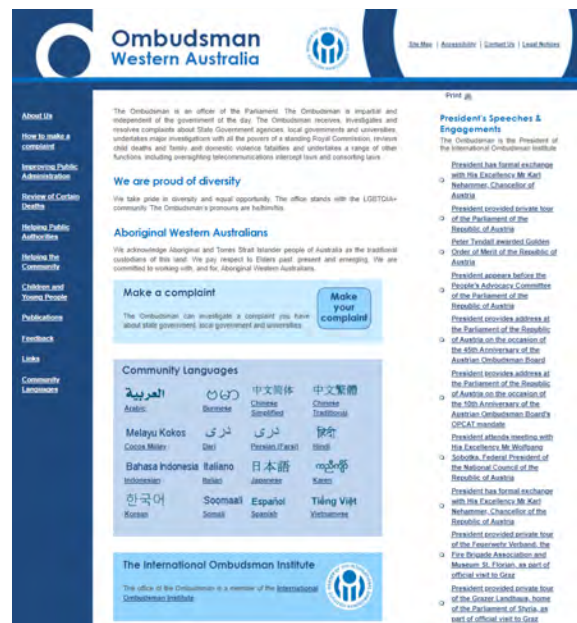 Ombudsman
Western Australia
Site Map | Accessibility | Contact Us | Legal Notices
About Us
How to make a
complaint
Improving Public
Administration
Review of Certain
Deaths
Helping Public
Authorities
Helping the
Community
Children and
Young People
Publications
Feedback
Links
Community
Languages
The Ombudsman is an officer of the Parliament. The Ombudsman is impartial and
independent of the government of the day. The Ombudsman receives, investigates and
resolves complaints about State Government agencies, local governments and universities,
undertakes major investigations with all the powers of a standing Royal Commission, reviews
child deaths and family and domestic violence fatalities and undertakes a range of other
functions, including oversighting telecommunications intercept laws and consorting laws.
We are proud of diversity
We take pride in diversity and equal opportunity. The office stands with the LGBTQIA+
community. The Ombudsman's pronouns are he/him/his.
Aboriginal Western Australians
We acknowledge Aboriginal and Torres Strait Islander people of Australia as the traditional
custodians of this land. We pay respect to Elders past, present and emerging. We are
committed to working with, and for, Aboriginal Western Australians.
Make a complaint
The Ombudsman can investigate a complaint you have
about state government, local government and universities.
Make
your
complaint
Community Languages
العربية
Arabic
ဗမာ
Burmese
中文简体
Chinese
Simplified
中文繁體
Chinese
Traditional
Melayu Kokos
Cocos Malay
دری
Dari
دری
Persian (Farsi)
हिंदी
Hindi
Bahasa Indonesia
Indonesian
Italiano
Italian
日本語
Japanese
Karen
한국어
Korean
Soomaali
Somali
Español
Spanish
Tiếng Việt
Vietnamese
The International Ombudsman Institute
The office of the Ombudsman is a member of the International
Ombudsman Institute.
Print
President's Speeches &
Engagements
The Ombudsman is the President of
the International Ombudsman Institute
President has formal exchange
with His Excellency Mr Karl
Nehammer, Chancellor of
Austria
President provided private tour
of the Parliament of the
Republic of Austria
Peter Tyndall awarded Golden
Order of Merit of the Republic of
Austria
President appears before the
People's Advocacy Committee
of the Parliament of the
Republic of Austria
President provides address at
the Parliament of the Republic
of Austria on the occasion of
the 45th Anniversary of the
Austrian Ombudsman Board
President provides address at
the Parliament of the Republic
of Austria on the occasion of
the 10th Anniversary of the
Austrian Ombudsman Board's
OPCAT mandate
President attends meeting with
His Excellency Mr Wolfgang
Sobotka, Federal President of
the National Council of the
Republic of Austria
President has formal exchange
with His Excellency Mr Karl
Nehammer, Chancellor of the
Republic of Austria
President provided private tour
of the Feuerwehr Verband, the
Fire Brigade Association and
Museum St. Florian, as part of
official visit to Graz
President provided private tour
of the Grazer Landhaus, home
of the Parliament of Styria, as
part of official visit to Graz